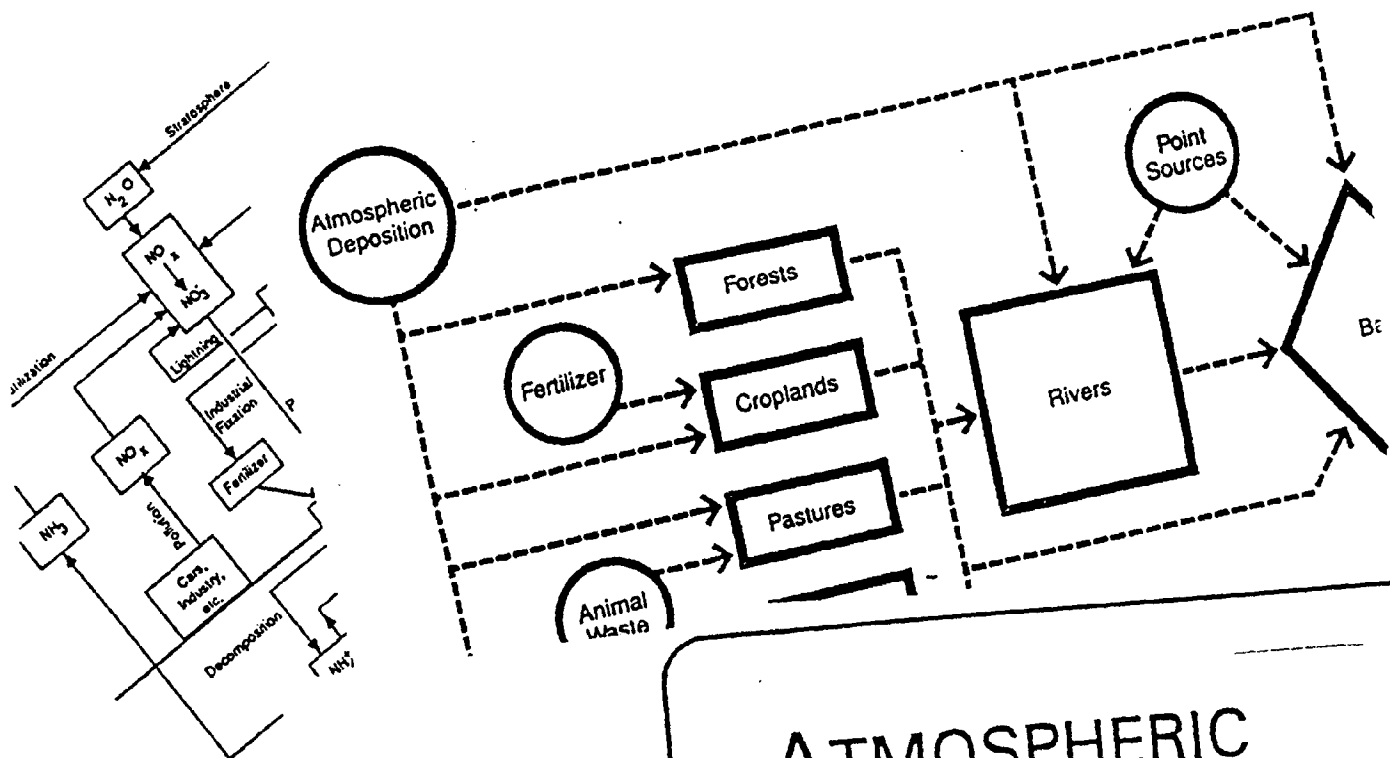 Stratosphere
N2O
NOx
NO3-
Lightning
Industrial
Fixation
NOx
Fertilizer
Pollution
NH3
Cars,
Industry,
etc.
Decomposition
Atmospheric
Deposition
Point
Sources
Forests
Fertilizer
Croplands
Rivers
Pastures
Animal
Waste
ATMOSPHERIC